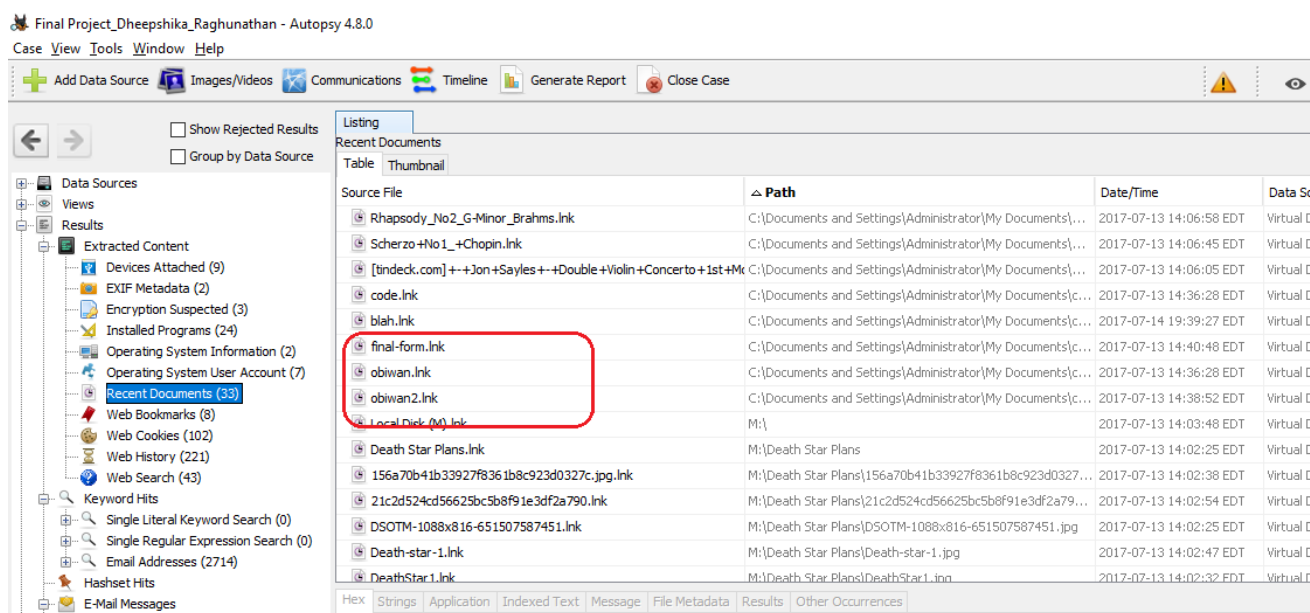 Final Project_Dheepshika_Raghunathan - Autopsy 4.8.0
Case View Tools Window Help
Add Data Source Images/Videos Communications Timeline Generate Report Close Case
Show Rejected Results
Group by Data Source
Data Sources
Views
Results
Extracted Content
Devices Attached (9)
EXIF Metadata (2)
Encryption Suspected (3)
Installed Programs (24)
Operating System Information (2)
Operating System User Account (7)
Recent Documents (33)
Web Bookmarks (8)
Web Cookies (102)
Web History (221)
Web Search (43)
Keyword Hits
Single Literal Keyword Search (0)
Single Regular Expression Search (0)
Email Addresses (2714)
Hashset Hits
E-Mail Messages
Listing
Recent Documents
Table Thumbnail
Source File Path Date/Time Data So
Rhapsody_No2_G-Minor_Brahms.lnk C:\Documents and Settings\Administrator\My Documents\... 2017-07-13 14:06:58 EDT Virtual D
Scherzo+No1_+Chopin.lnk C:\Documents and Settings\Administrator\My Documents\... 2017-07-13 14:06:45 EDT Virtual D
[tindeck.com]+-+Jon+Sayles+-+Double+Violin+Concerto+1st+Mo C:\Documents and Settings\Administrator\My Documents\... 2017-07-13 14:06:05 EDT Virtual D
code.lnk C:\Documents and Settings\Administrator\My Documents\c... 2017-07-13 14:36:28 EDT Virtual D
blah.lnk C:\Documents and Settings\Administrator\My Documents\c... 2017-07-14 19:39:27 EDT Virtual D
final-form.lnk C:\Documents and Settings\Administrator\My Documents\c... 2017-07-13 14:40:48 EDT Virtual D
obiwan.lnk C:\Documents and Settings\Administrator\My Documents\c... 2017-07-13 14:36:28 EDT Virtual D
obiwan2.lnk C:\Documents and Settings\Administrator\My Documents\c... 2017-07-13 14:38:52 EDT Virtual D
Local Disk (M).lnk M:\ 2017-07-13 14:03:48 EDT Virtual D
Death Star Plans.lnk M:\Death Star Plans 2017-07-13 14:02:25 EDT Virtual D
156a70b41b33927f8361b8c923d0327c.jpg.lnk M:\Death Star Plans\156a70b41b33927f8361b8c923d0327... 2017-07-13 14:02:38 EDT Virtual D
21c2d524cd56625bc5b8f91e3df2a790.lnk M:\Death Star Plans\21c2d524cd56625bc5b8f91e3df2a79... 2017-07-13 14:02:54 EDT Virtual D
DSOTM-1088x816-651507587451.lnk M:\Death Star Plans\DSOTM-1088x816-651507587451.jpg 2017-07-13 14:02:25 EDT Virtual D
Death-star-1.lnk M:\Death Star Plans\Death-star-1.jpg 2017-07-13 14:02:47 EDT Virtual D
DeathStar1.lnk M:\Death Star Plans\DeathStar1.jpg 2017-07-13 14:02:32 EDT Virtual D
Hex Strings Application Indexed Text Message File Metadata Results Other Occurrences